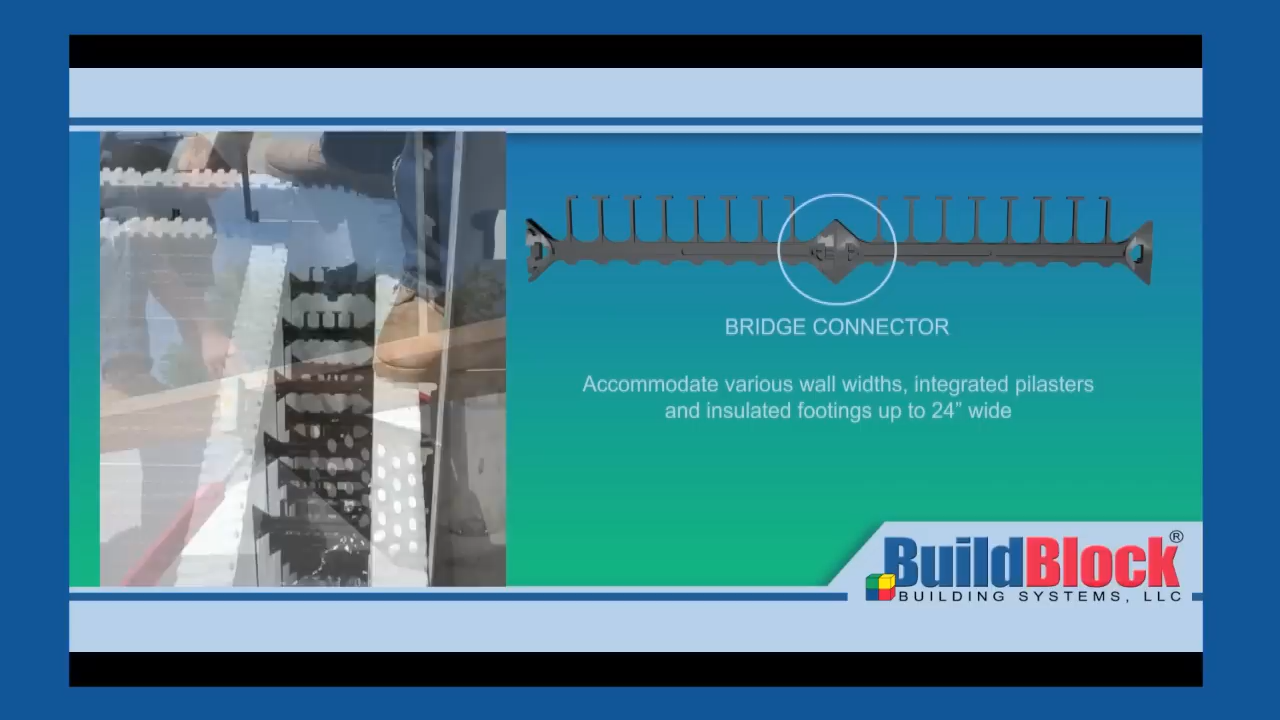 BRIDGE CONNECTOR
Accommodate various wall widths, integrated pilasters
and insulated footings up to 24” wide
BuildBlock®
BUILDING SYSTEMS, LLC